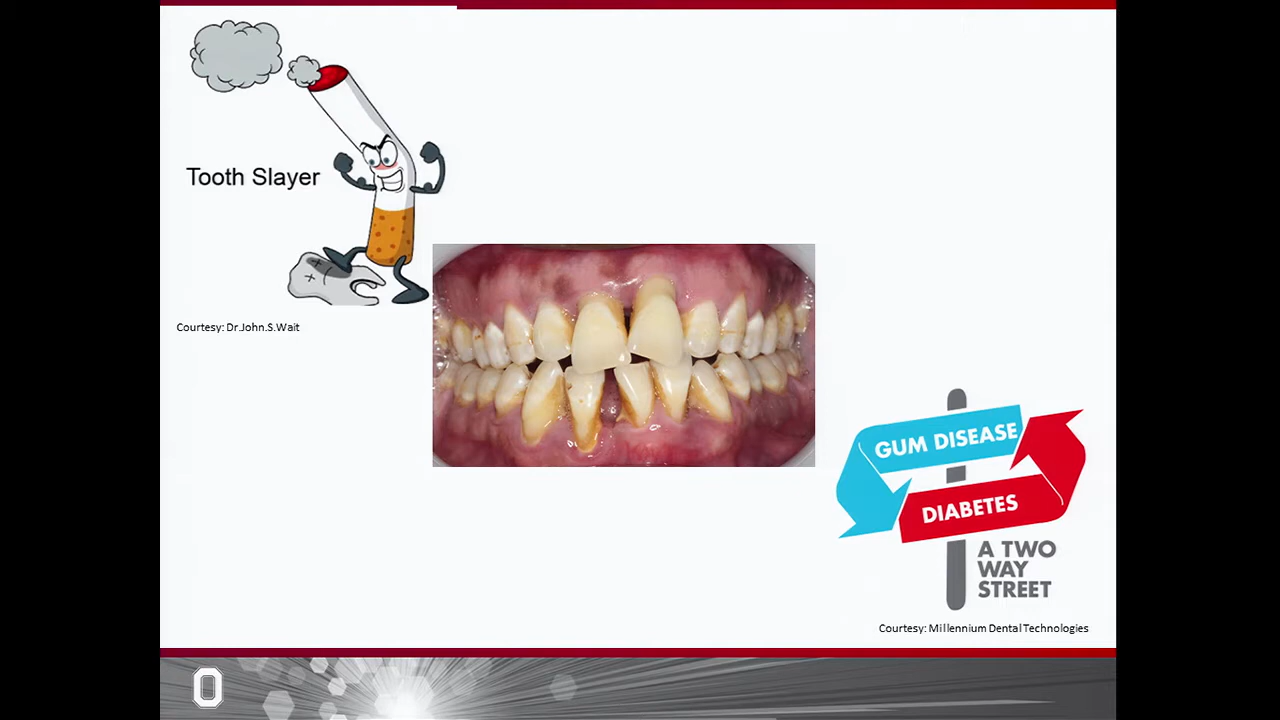 Tooth Slayer
Courtesy: Dr.John.S.Wait
GUM DISEASE
DIABETES
A TWO
WAY
STREET
Courtesy: Millennium Dental Technologies